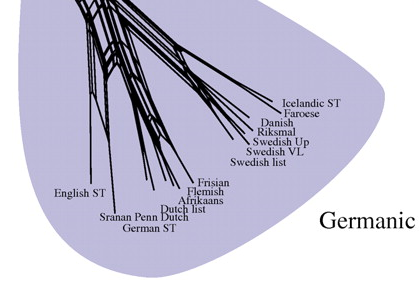 Icelandic ST
Faroese
Danish
Riksmal
Swedish Up
Swedish VL
Swedish list
Frisian
Flemish
Afrikaans
Dutch list
English ST
Sranan Penn Dutch
German ST
Germanic